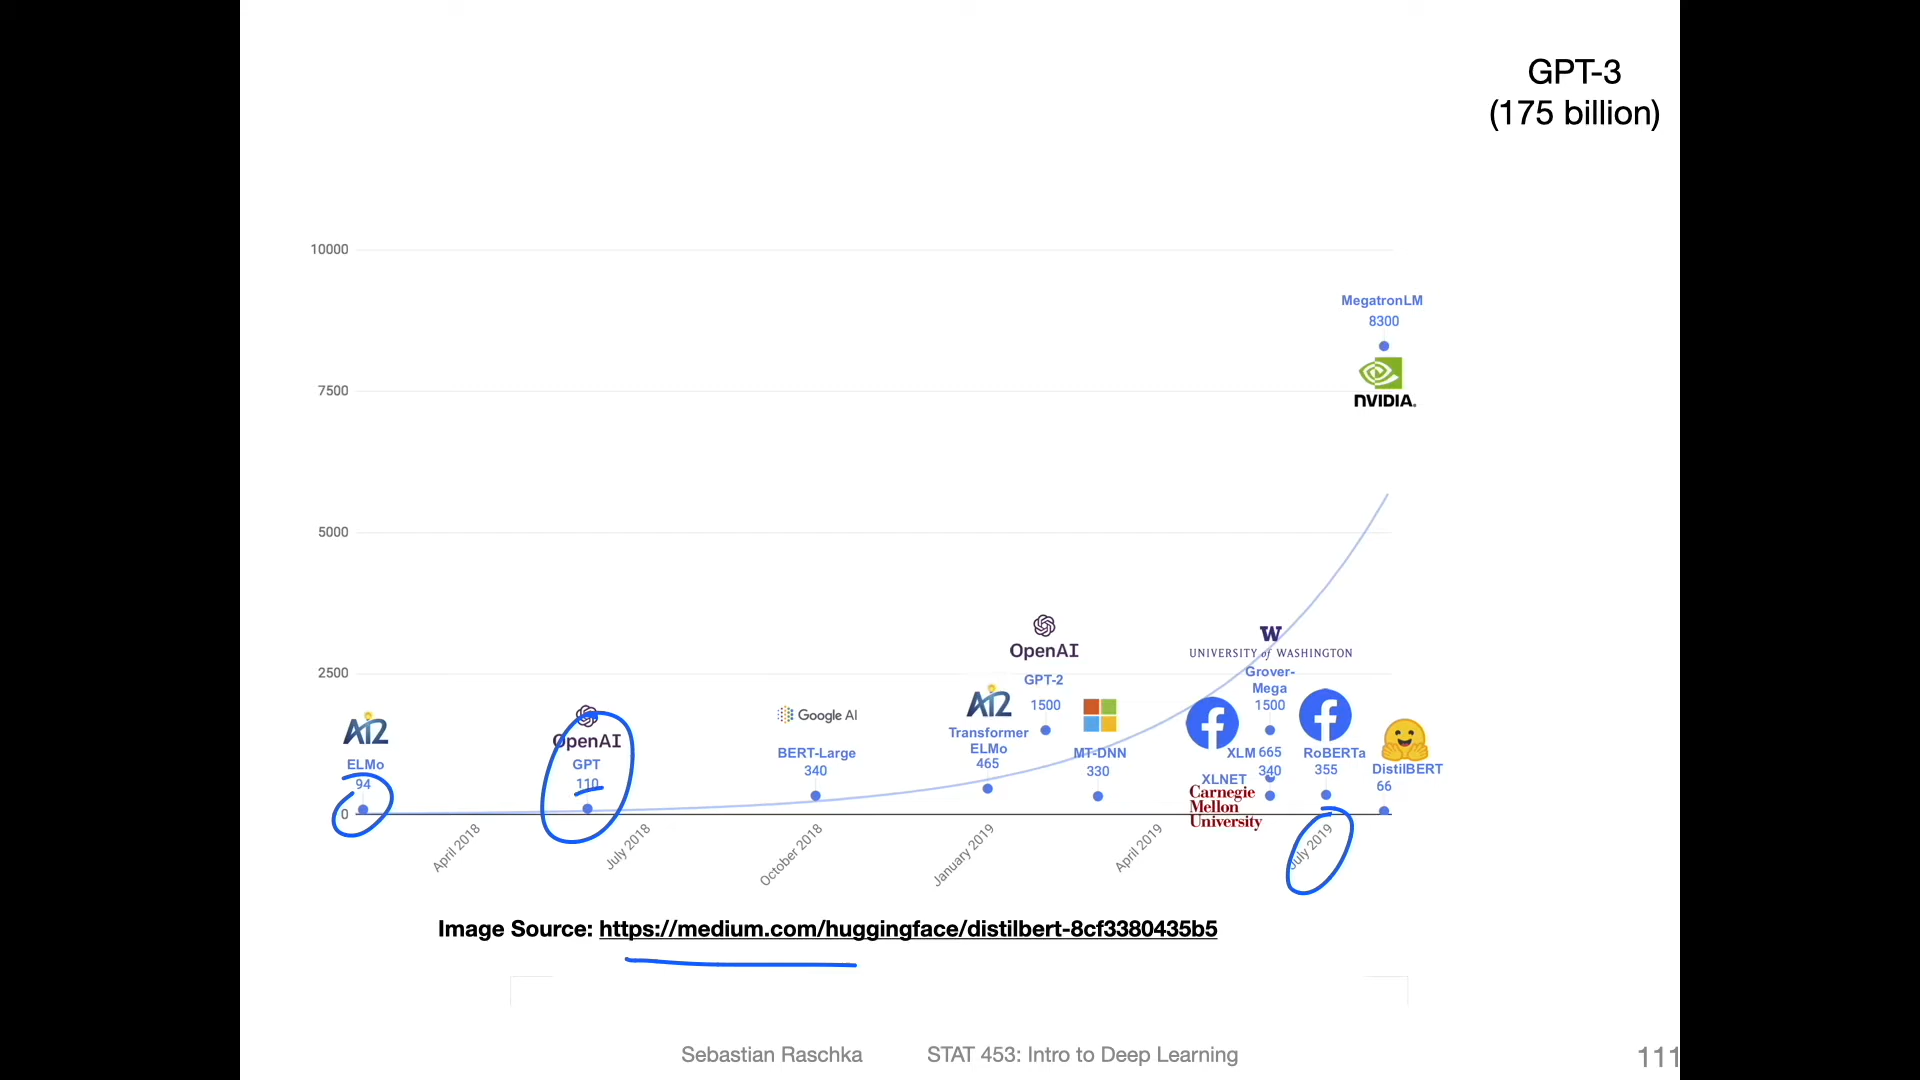 GPT-3
(175 billion)
10000
MegatronLM
8300
7500
NVIDIA.
5000
OpenAI
W
UNIVERSITY of WASHINGTON
2500
GPT-2
1500
Grover-
Mega
1500
AI2
ELMo
94
OpenAI
GPT
110
Google AI
BERT-Large
340
AI2
Transformer
ELMo
465
MT-DNN
330
XLM 665
XLNET 340
Carnegie
Mellon
University
RoBERTa
355
DistilBERT
66
0
April 2018
July 2018
October 2018
January 2019
April 2019
July 2019
Image Source: https://medium.com/huggingface/distilbert-8cf3380435b5
Sebastian Raschka
STAT 453: Intro to Deep Learning
111